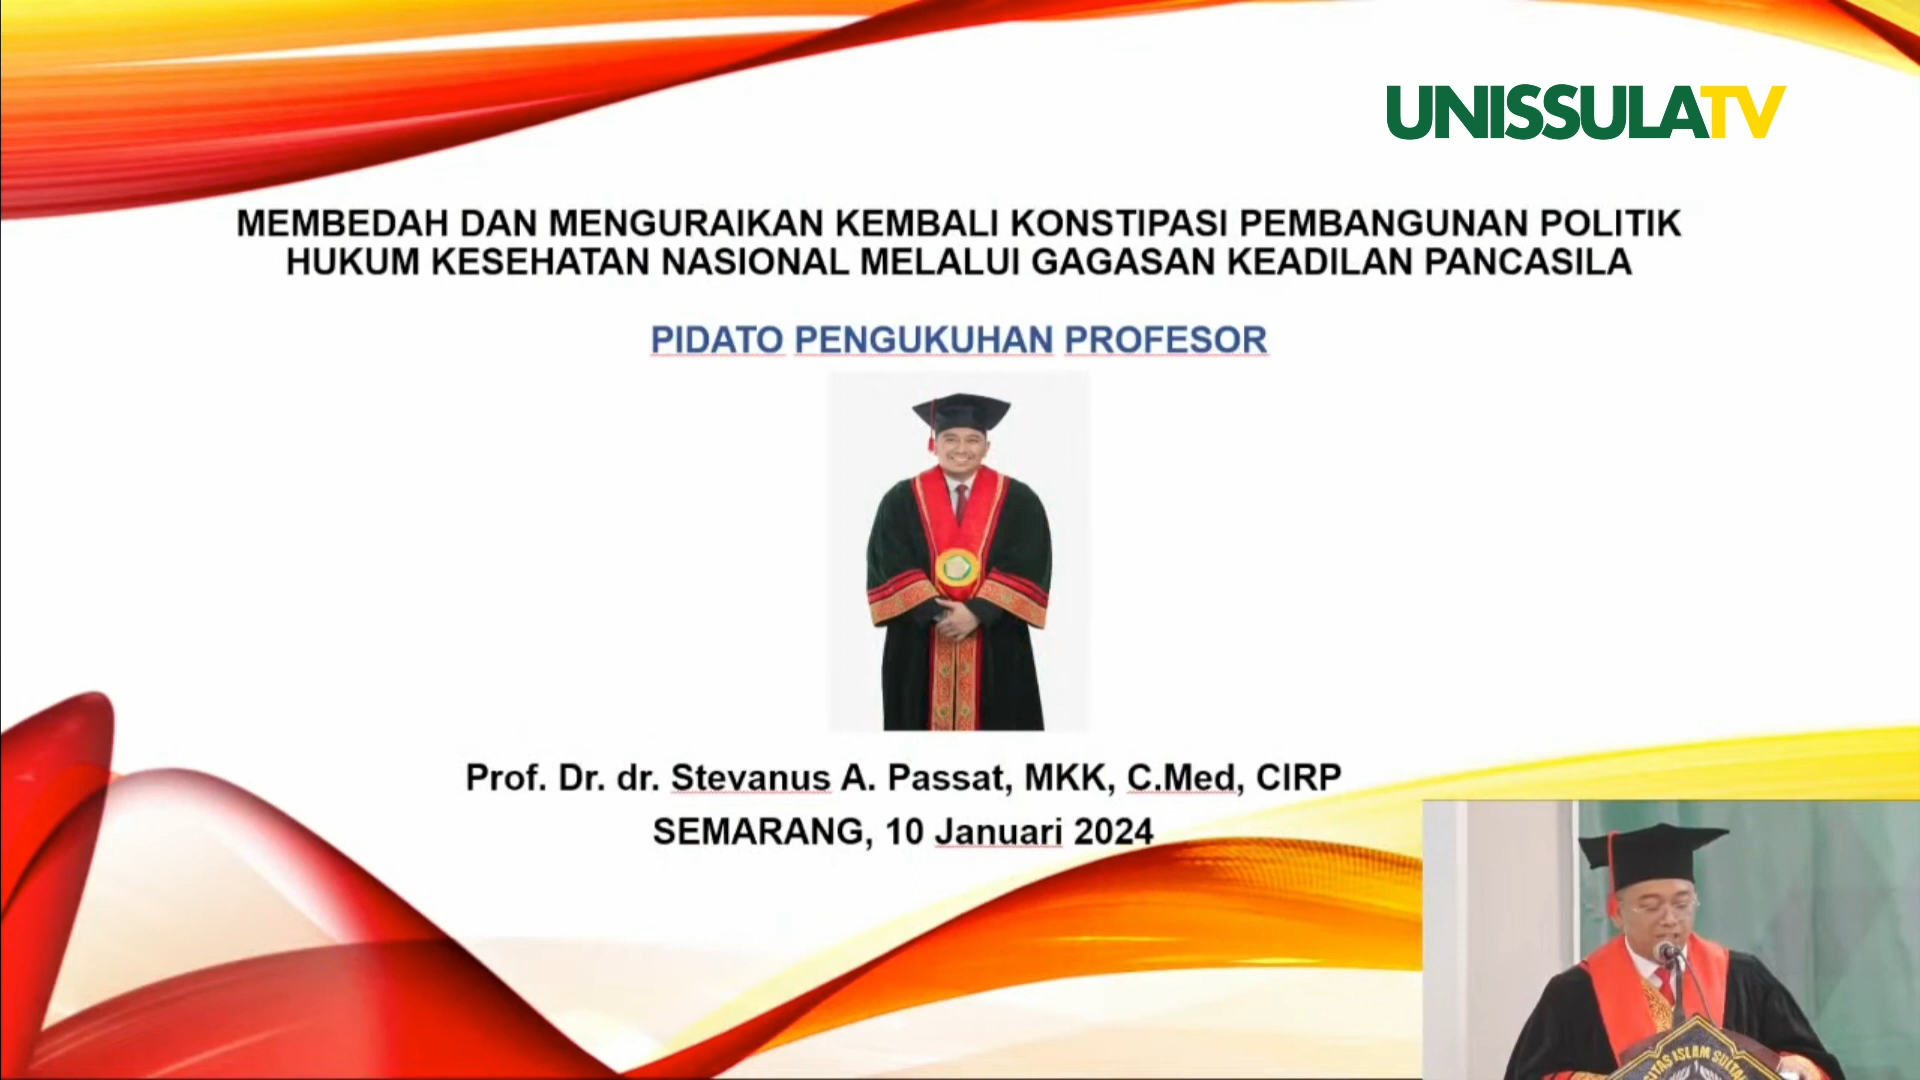 UNISSULATV
MEMBEDAH DAN MENGURAIKAN KEMBALI KONSTIPASI PEMBANGUNAN POLITIK
HUKUM KESEHATAN NASIONAL MELALUI GAGASAN KEADILAN PANCASILA
PIDATO PENGUKUHAN PROFESOR
Prof. Dr. dr. Stevanus A. Passat, MKK, C.Med, CIRP
SEMARANG, 10 Januari 2024
ISLAM